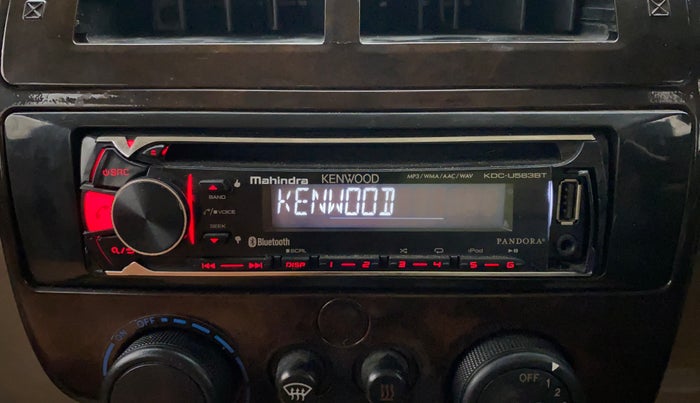 SRC
Mahindra KENWOOD MP3/WMA/AAC/WAV KDC-U563BT
BAND
KENWOOD
VOICE
SEEK
Bluetooth
SCRL iPod
PANDORA
DISP 1 2 3 4 5 6
ON OFF
OFF 1
2